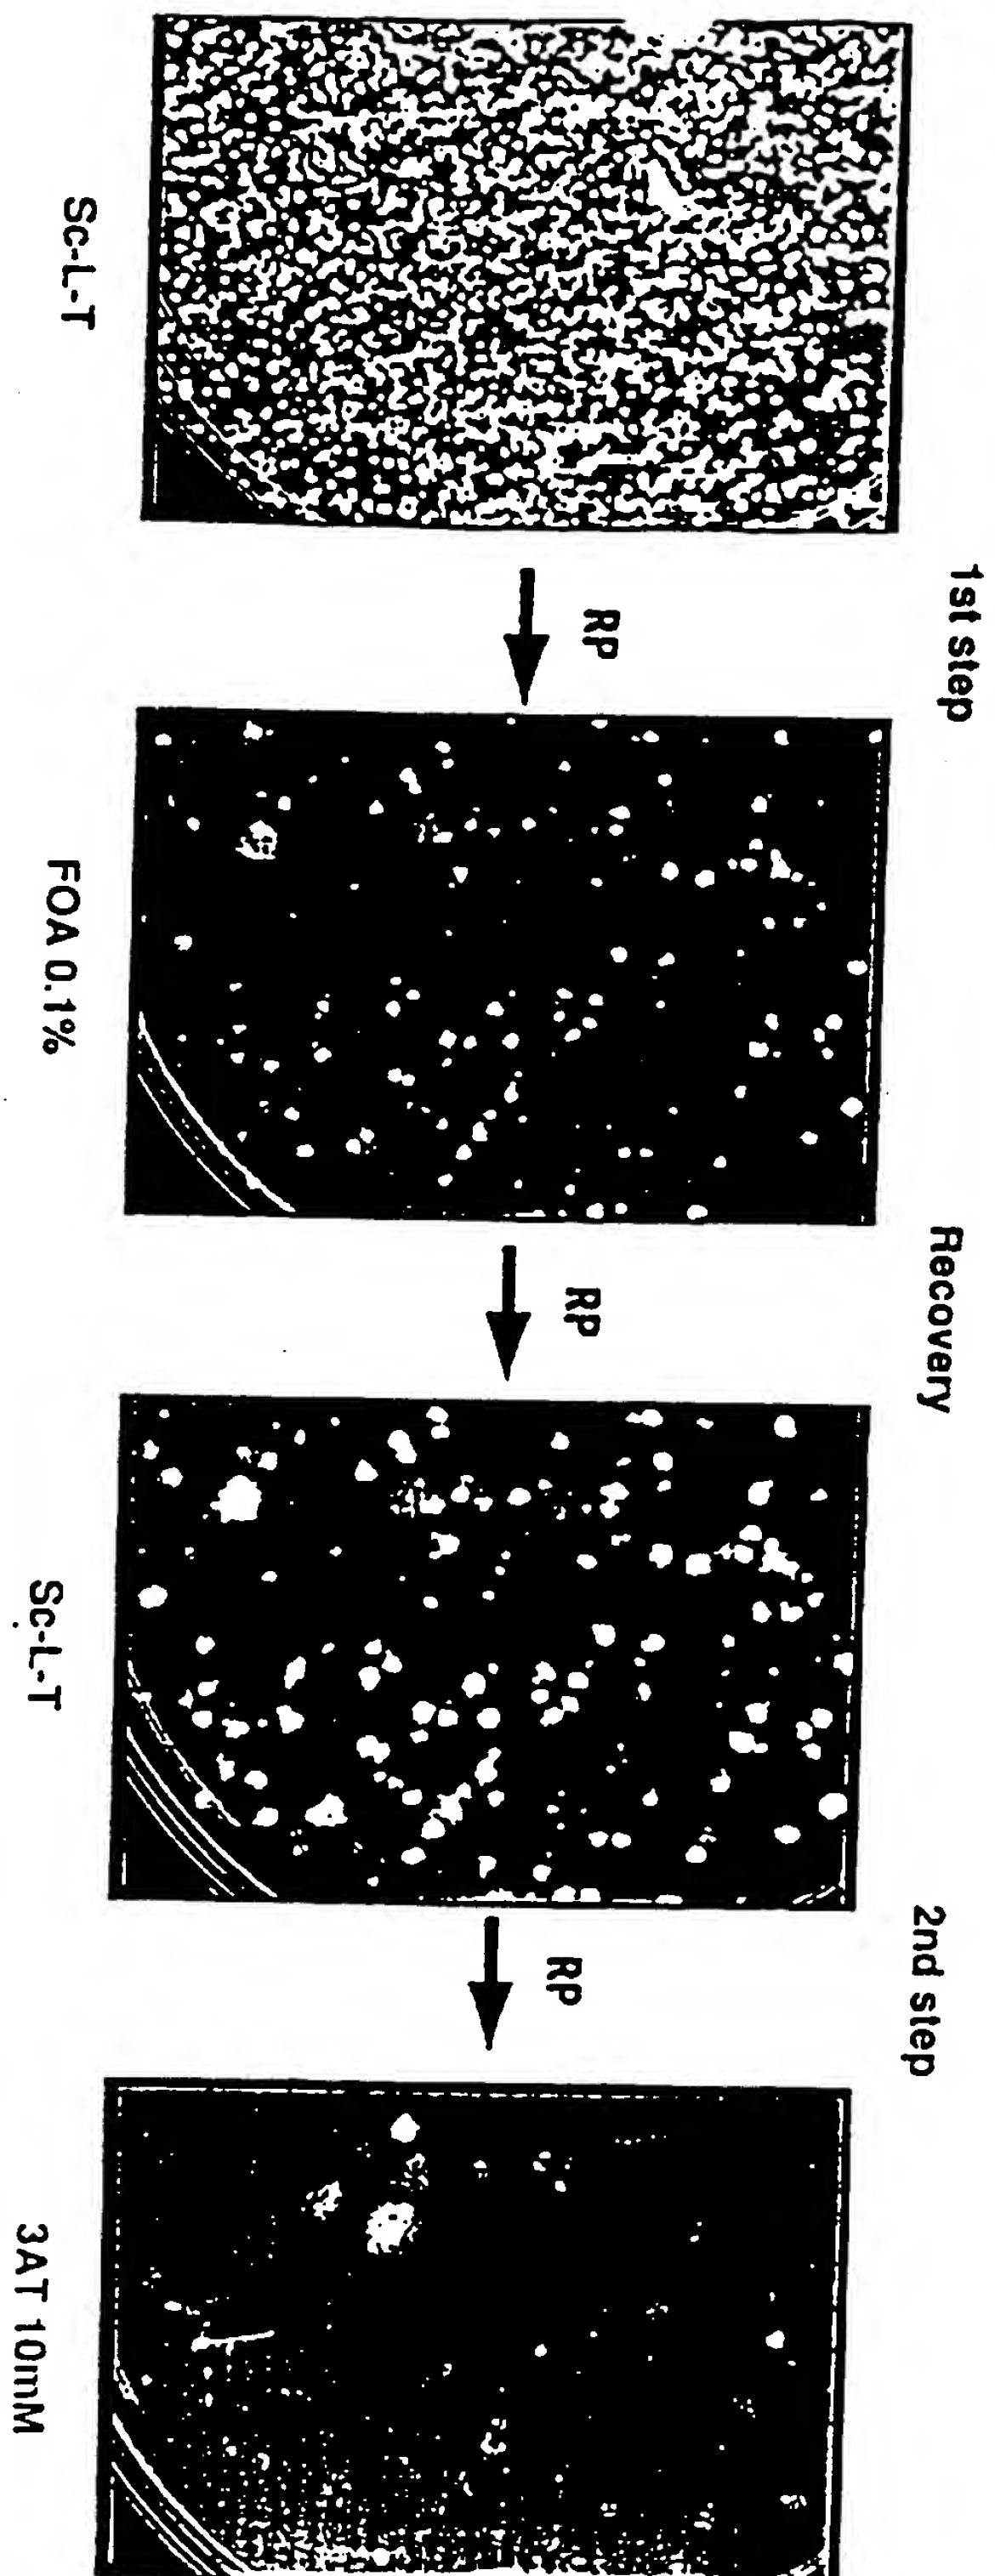 1st step
Recovery
2nd step
RP
RP
RP
Sc-L-T
FOA 0.1%
Sc-L-T
3AT 10mM